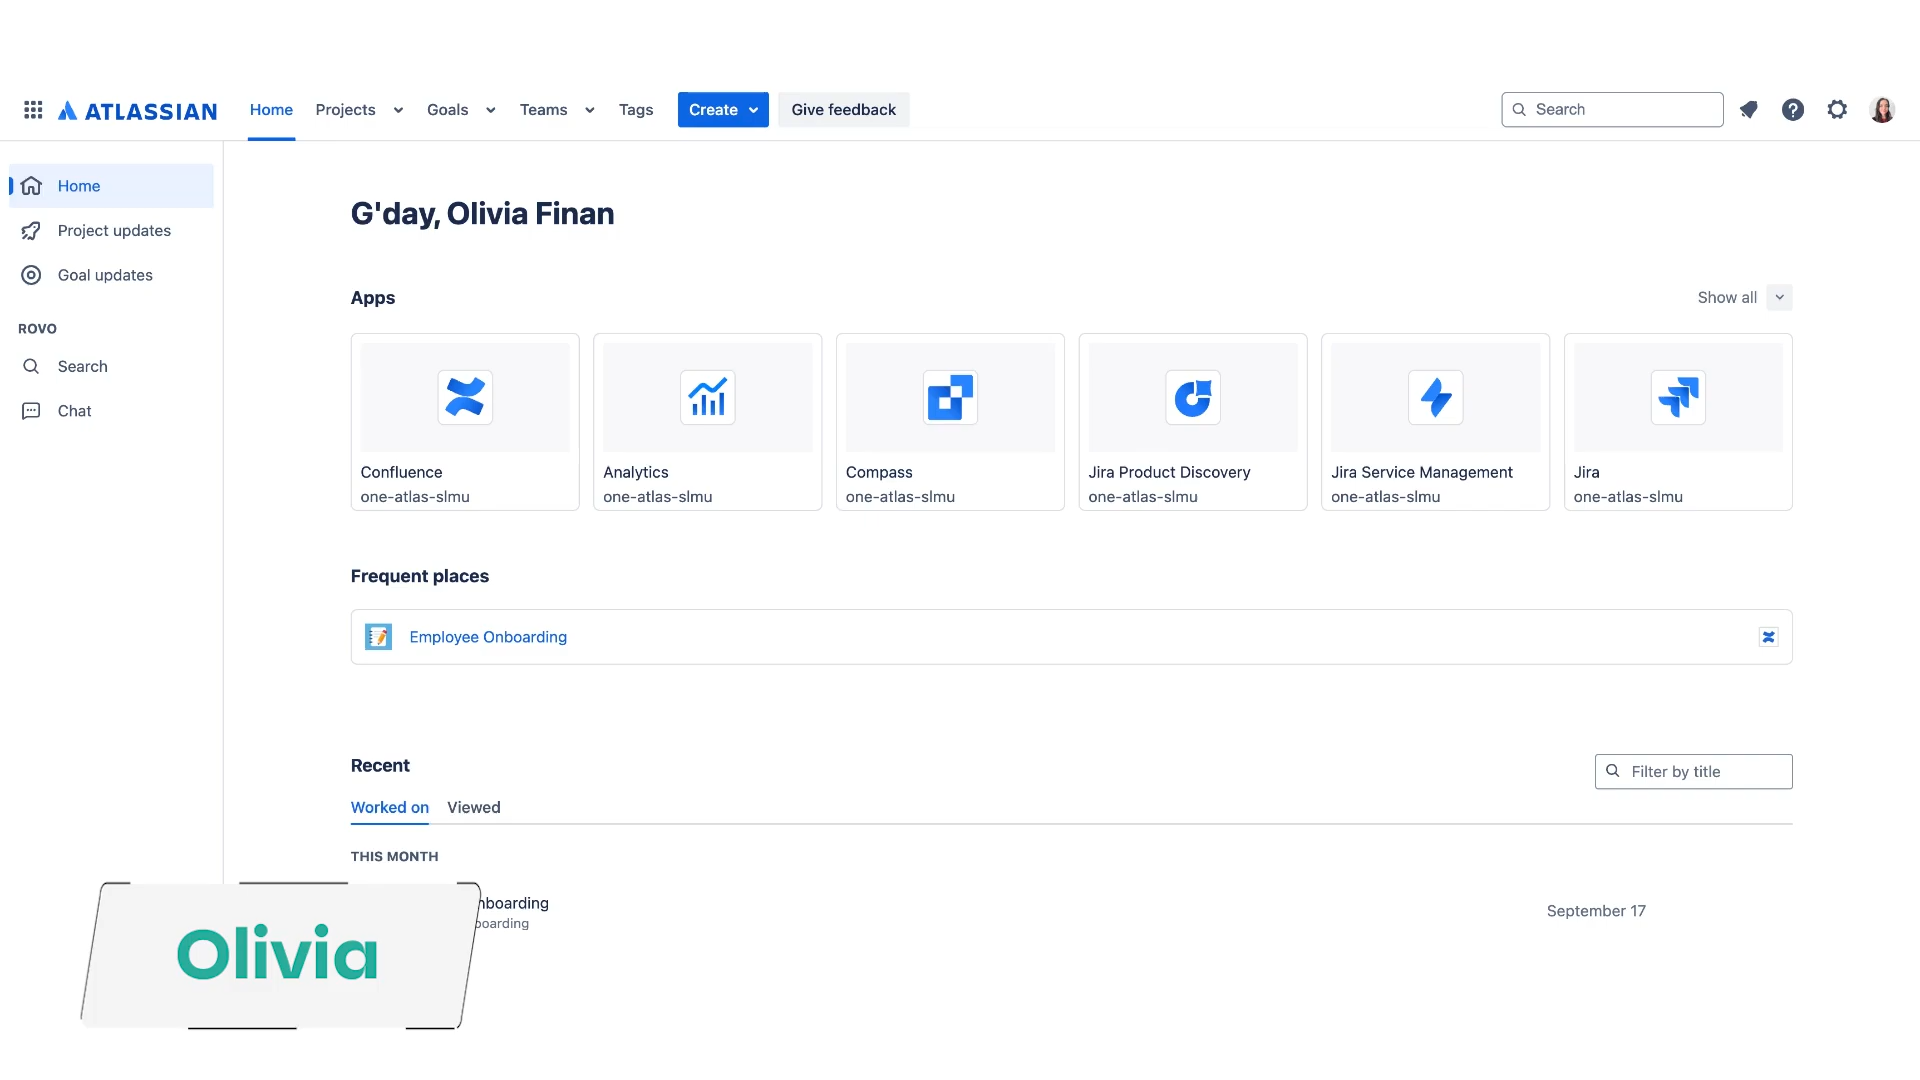 ATLASSIAN
Home
Projects
Goals
Teams
Tags
Create
Give feedback
Search
Home
Project updates
Goal updates
ROVO
Search
Chat
G'day, Olivia Finan
Apps
Show all
Confluence
one-atlas-slmu
Analytics
one-atlas-slmu
Compass
one-atlas-slmu
Jira Product Discovery
one-atlas-slmu
Jira Service Management
one-atlas-slmu
Jira
one-atlas-slmu
Frequent places
Employee Onboarding
Recent
Filter by title
Worked on
Viewed
THIS MONTH
nboarding
boarding
September 17
Olivia